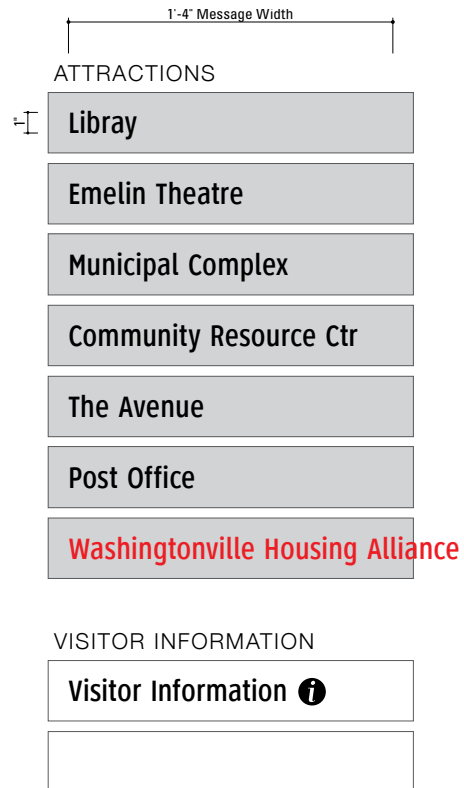 1'-4" Message Width
ATTRACTIONS
1"
Libray
Emelin Theatre
Municipal Complex
Community Resource Ctr
The Avenue
Post Office
Washingtonville Housing Alliance
VISITOR INFORMATION
Visitor Information i